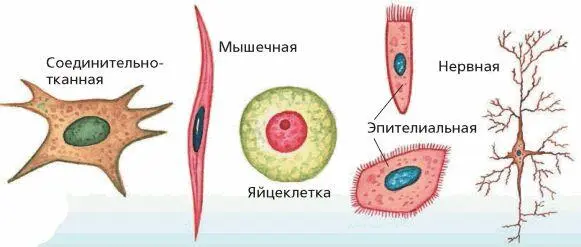 Соединительно-
тканная
Мышечная
Яйцеклетка
Эпителиальная
Нервная